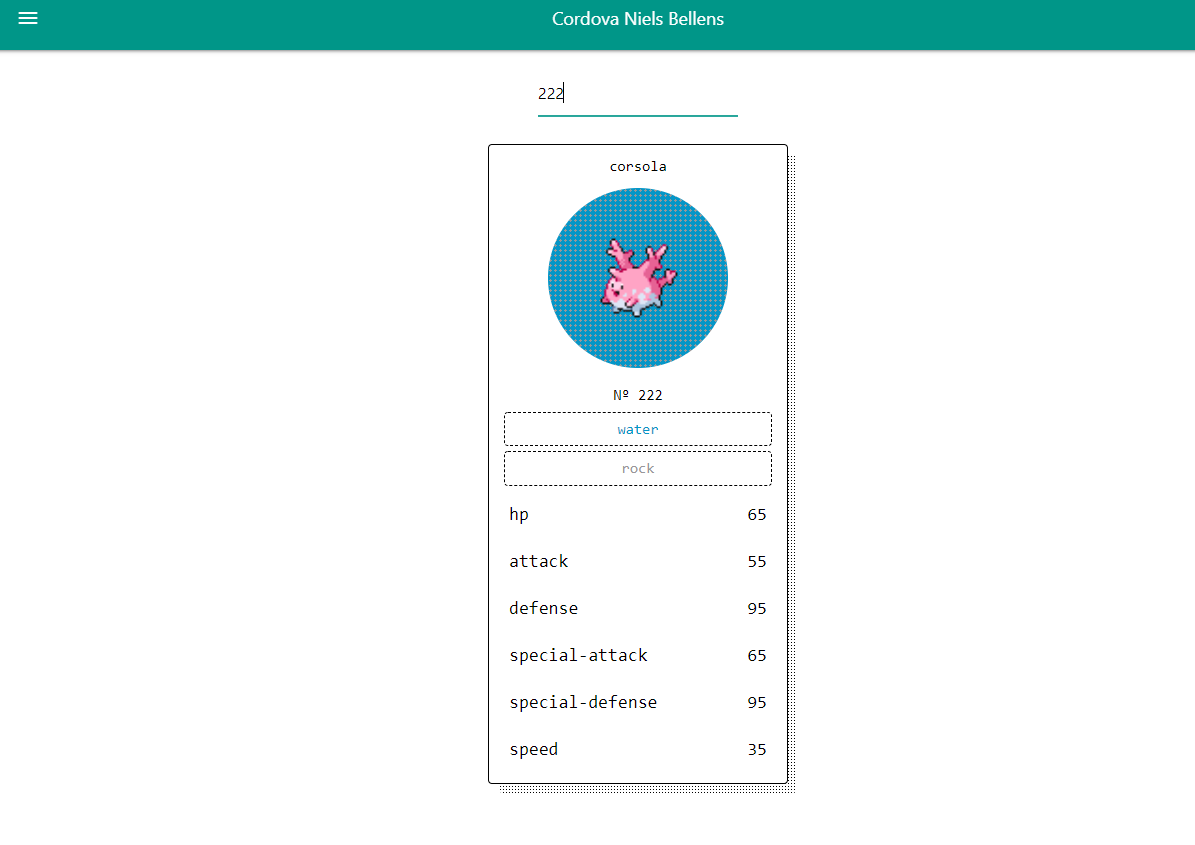 Cordova Niels Bellens
222
corsola
Nº 222
water
rock
hp 65
attack 55
defense 95
special-attack 65
special-defense 95
speed 35